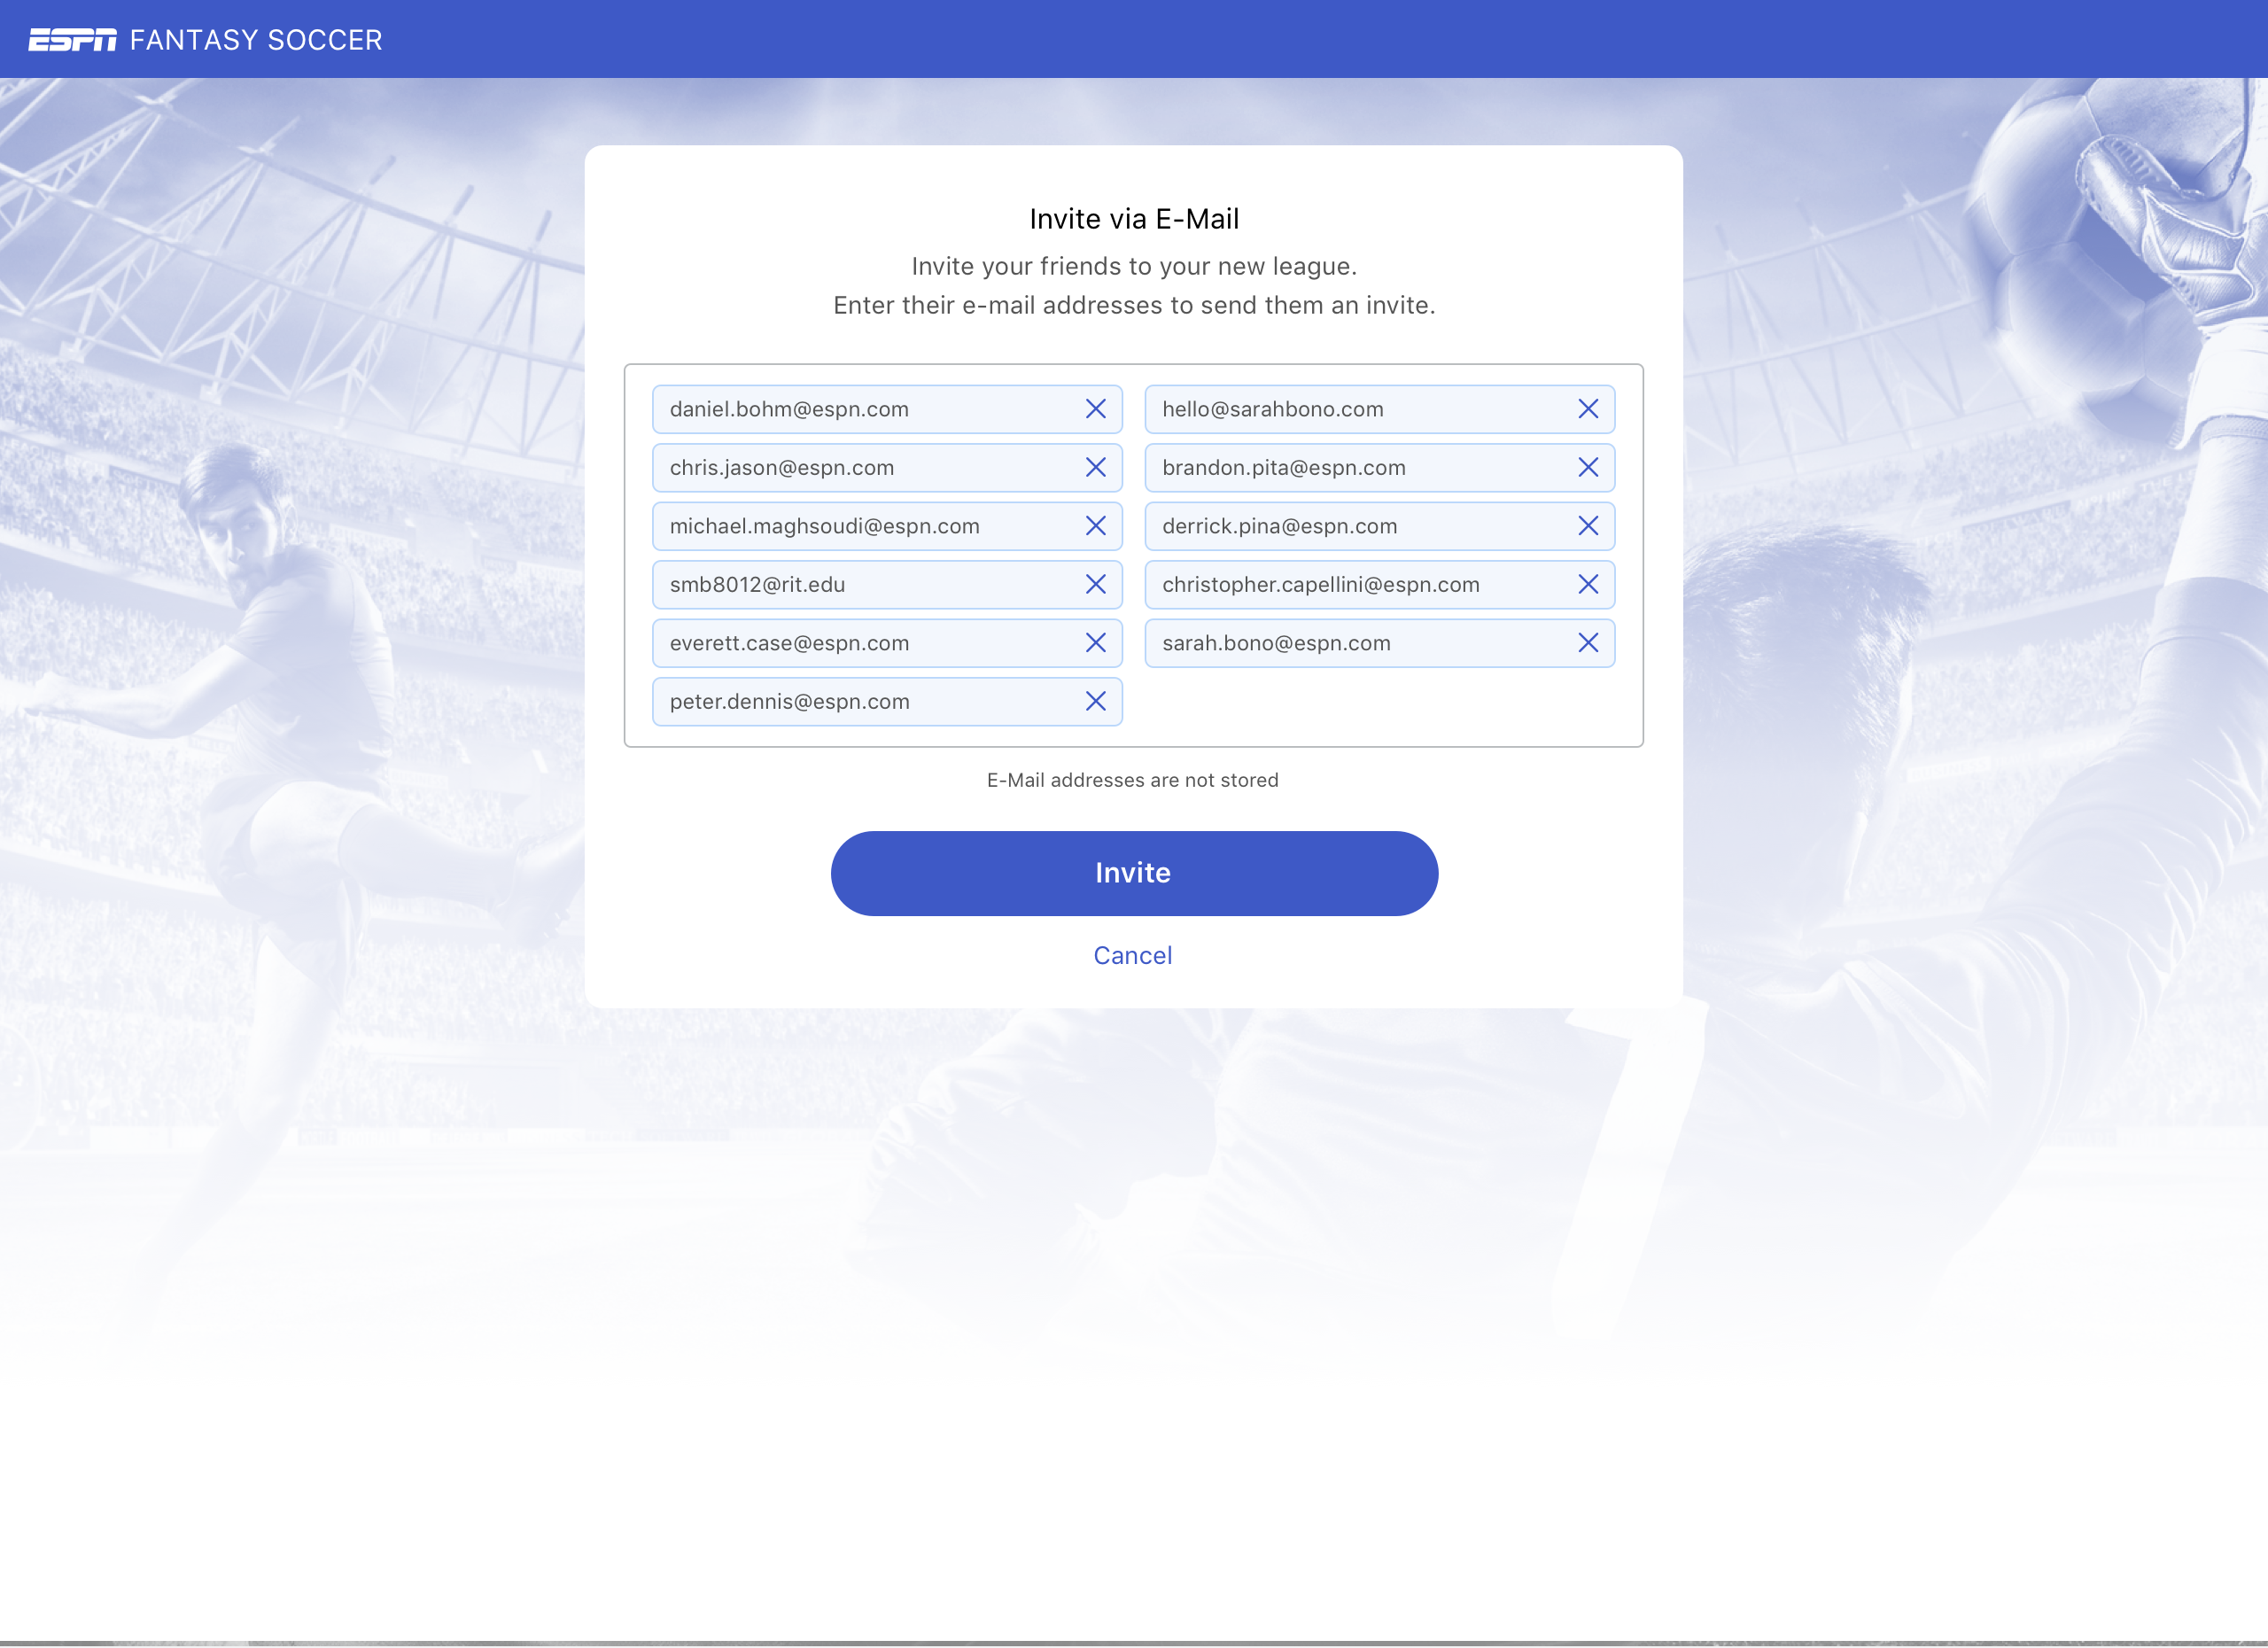 ESPN FANTASY SOCCER
Invite via E-Mail
Invite your friends to your new league.
Enter their e-mail addresses to send them an invite.
daniel.bohm@espn.com
hello@sarahbono.com
chris.jason@espn.com
brandon.pita@espn.com
michael.maghsoudi@espn.com
derrick.pina@espn.com
smb8012@rit.edu
christopher.capellini@espn.com
everett.case@espn.com
sarah.bono@espn.com
peter.dennis@espn.com
E-Mail addresses are not stored
Invite
Cancel